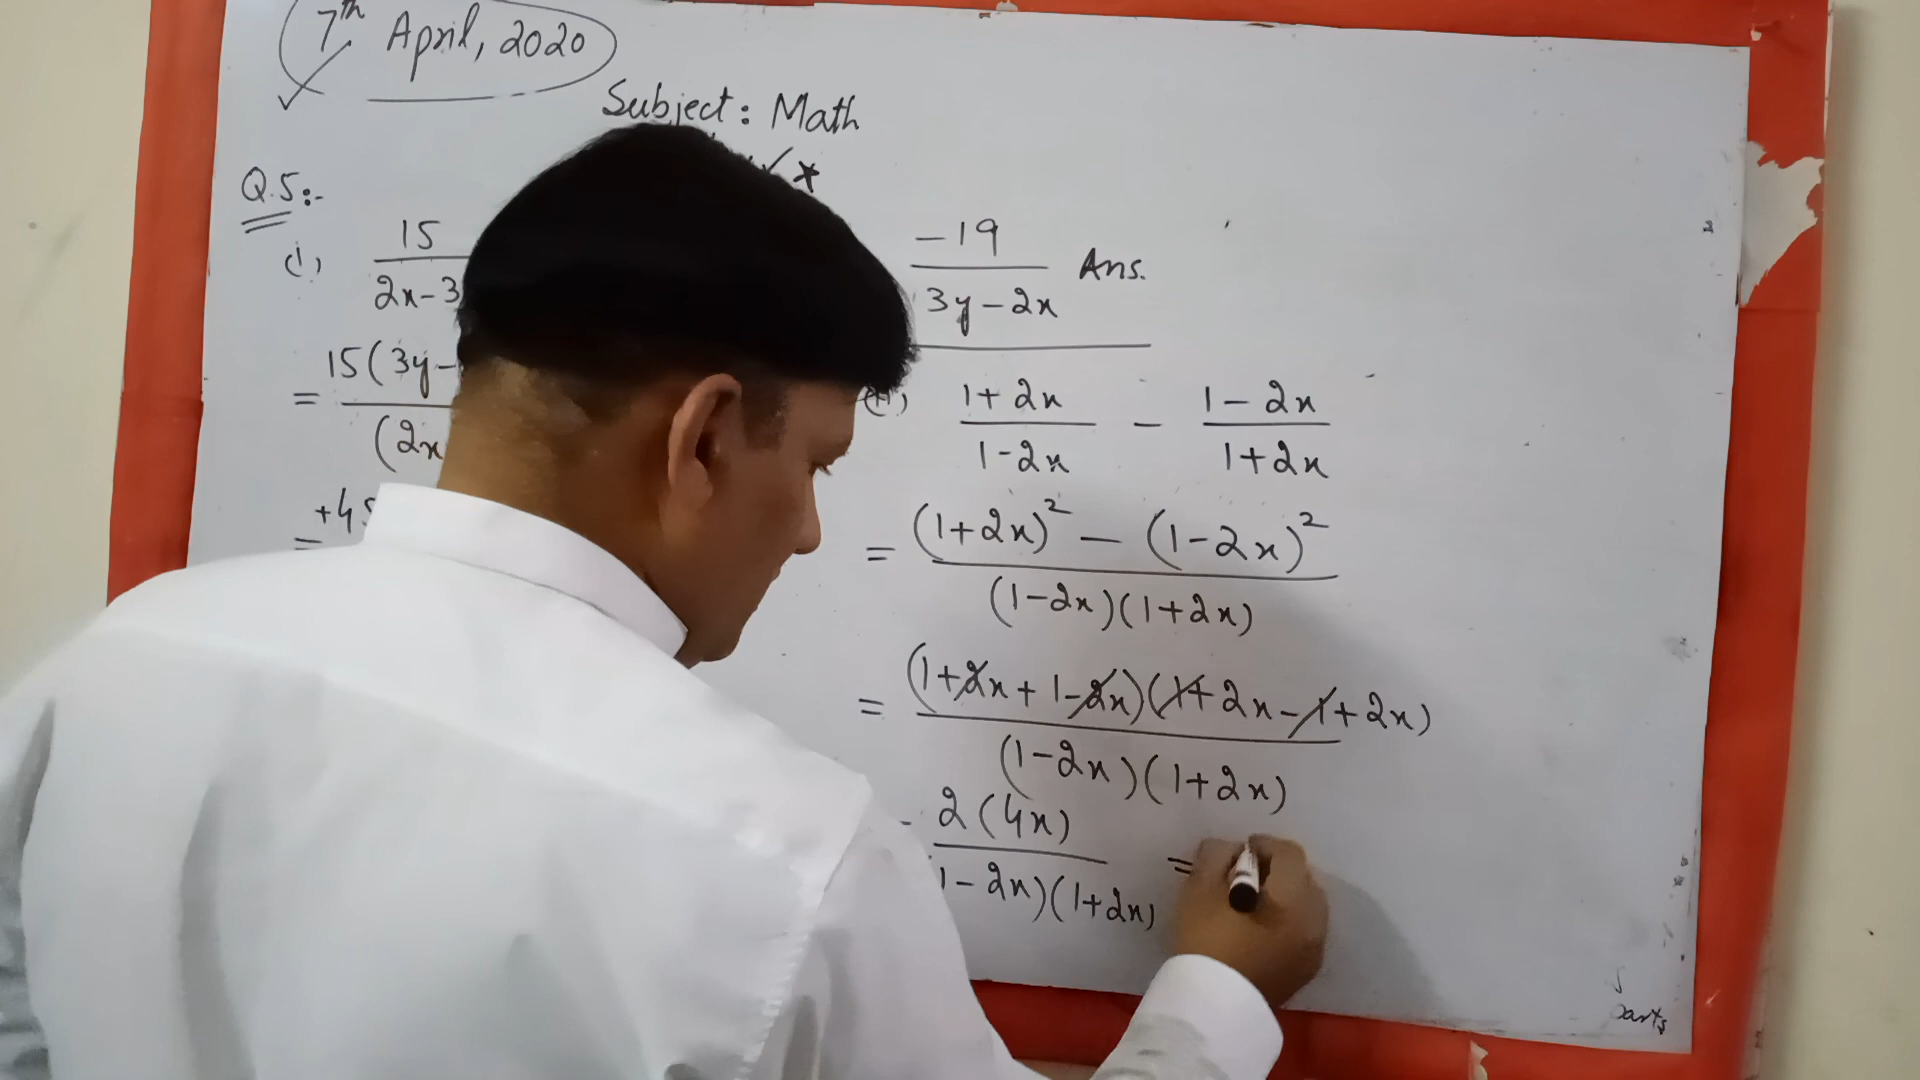 7th April, 2020
Subject: Math
Q.5:-
(i) 15/(2x-3
-19/(3y-2x) Ans.
= 15(3y-/(2x
+4
=
(1+2x)/(1-2x) - (1-2x)/(1+2x)
= ((1+2x)² - (1-2x)²)/((1-2x)(1+2x))
= (1+2x+1-2x)(1+2x-1+2x)/((1-2x)(1+2x))
2(4x)/(1-2x)(1+2x) =
parts